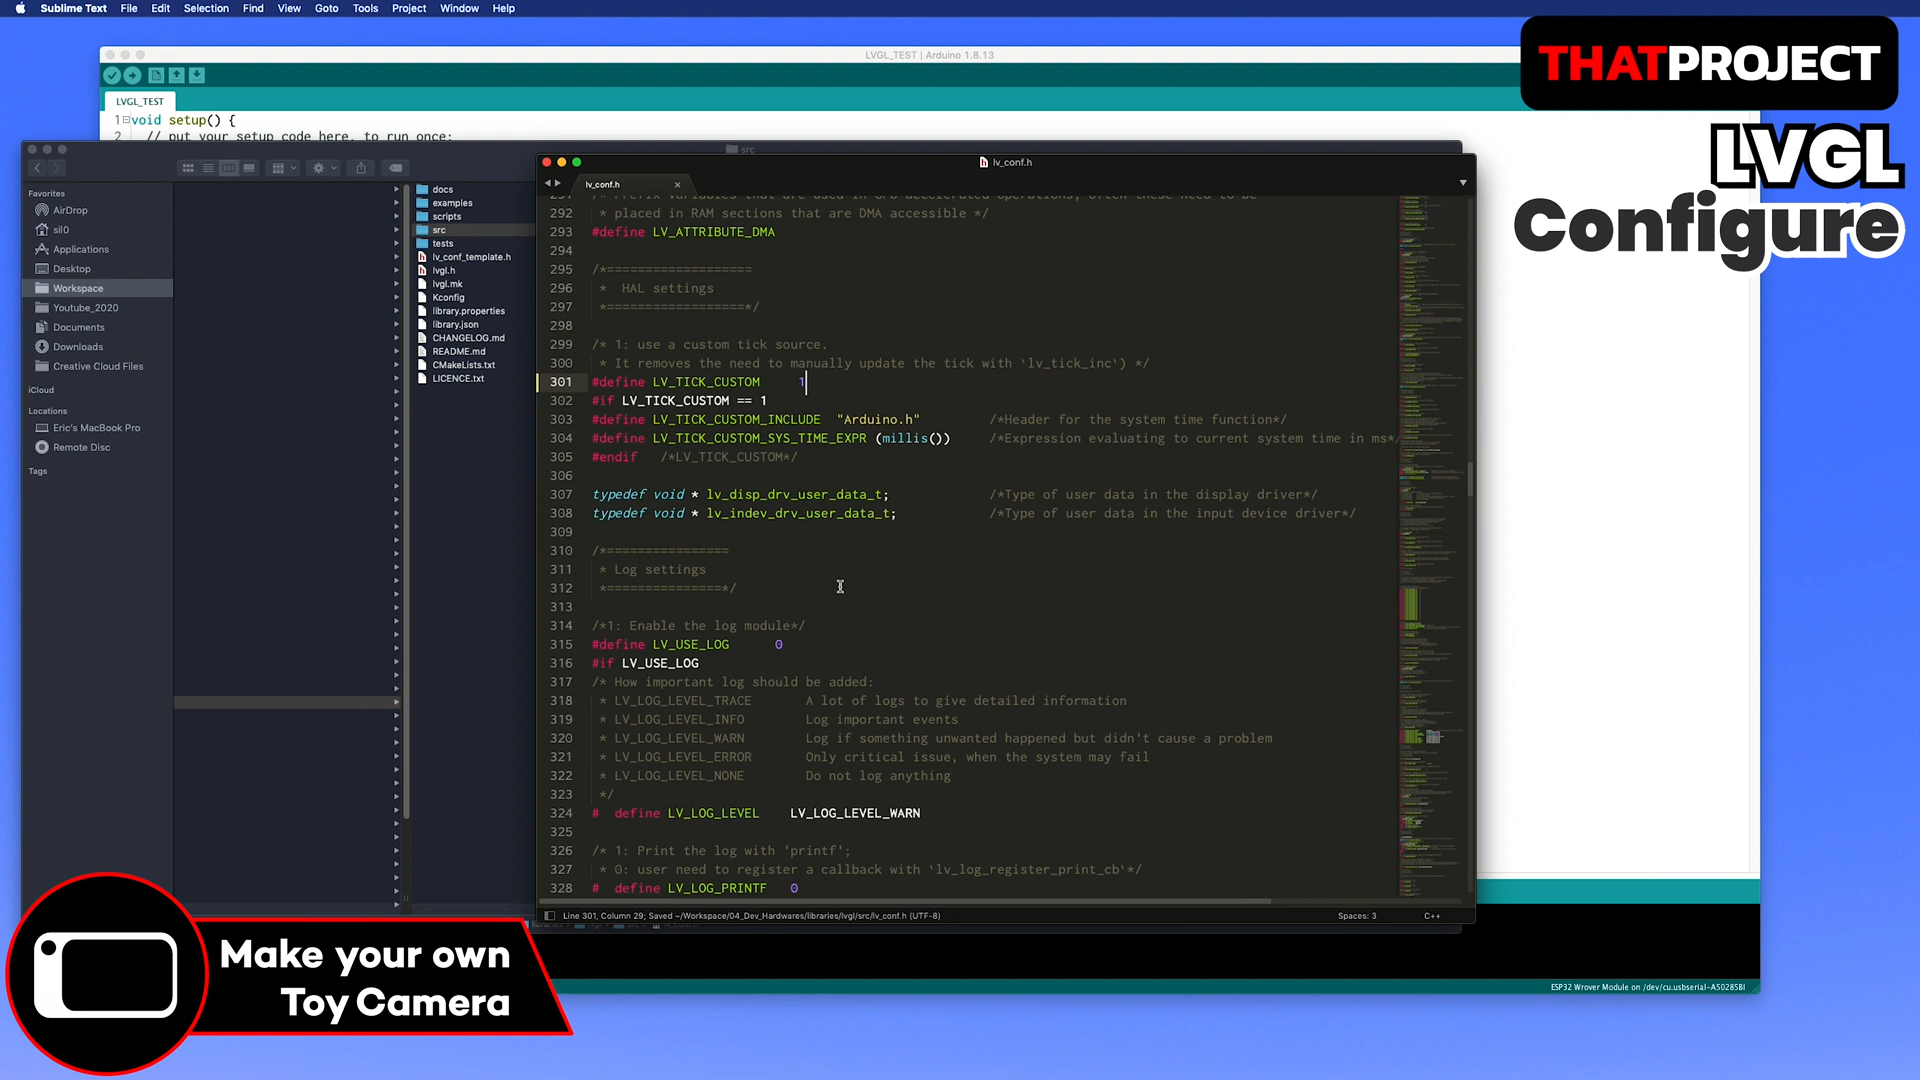 Sublime Text File Edit Selection Find View Goto Tools Project Window Help
LVGL_TEST | Arduino 1.8.13
THATPROJECT
LVGL
Configure
LVGL_TEST
1 void setup() {
2 // put your setup code here, to run once:
src
lv_conf.h
lv_conf.h
Favorites
AirDrop
sil0
Applications
Desktop
Workspace
Youtube_2020
Documents
Downloads
Creative Cloud Files
iCloud
Locations
Eric's MacBook Pro
Remote Disc
Tags
docs
examples
scripts
src
tests
lv_conf_template.h
lvgl.h
lvgl.mk
Kconfig
library.properties
library.json
CHANGELOG.md
README.md
CMakeLists.txt
LICENCE.txt
292 * placed in RAM sections that are DMA accessible */
293 #define LV_ATTRIBUTE_DMA
294
295 /*===================
296 * HAL settings
297 *===================*/
298
299 /* 1: use a custom tick source.
300 * It removes the need to manually update the tick with `lv_tick_inc`) */
301 #define LV_TICK_CUSTOM 1
302 #if LV_TICK_CUSTOM == 1
303 #define LV_TICK_CUSTOM_INCLUDE "Arduino.h" /*Header for the system time function*/
304 #define LV_TICK_CUSTOM_SYS_TIME_EXPR (millis()) /*Expression evaluating to current system time in ms*/
305 #endif /*LV_TICK_CUSTOM*/
306
307 typedef void * lv_disp_drv_user_data_t; /*Type of user data in the display driver*/
308 typedef void * lv_indev_drv_user_data_t; /*Type of user data in the input device driver*/
309
310 /*================
311 * Log settings
312 *===============*/
313
314 /*1: Enable the log module*/
315 #define LV_USE_LOG 0
316 #if LV_USE_LOG
317 /* How important log should be added:
318 * LV_LOG_LEVEL_TRACE A lot of logs to give detailed information
319 * LV_LOG_LEVEL_INFO Log important events
320 * LV_LOG_LEVEL_WARN Log if something unwanted happened but didn't cause a problem
321 * LV_LOG_LEVEL_ERROR Only critical issue, when the system may fail
322 * LV_LOG_LEVEL_NONE Do not log anything
323 */
324 # define LV_LOG_LEVEL LV_LOG_LEVEL_WARN
325
326 /* 1: Print the log with 'printf';
327 * 0: user need to register a callback with `lv_log_register_print_cb`*/
328 # define LV_LOG_PRINTF 0
Line 301, Column 29; Saved ~/Workspace/04_Dev_Hardwares/libraries/lvgl/src/lv_conf.h (UTF-8) Spaces: 3 C++
Make your own
Toy Camera
ESP32 Wrover Module on /dev/cu.usbserial-A50285BI